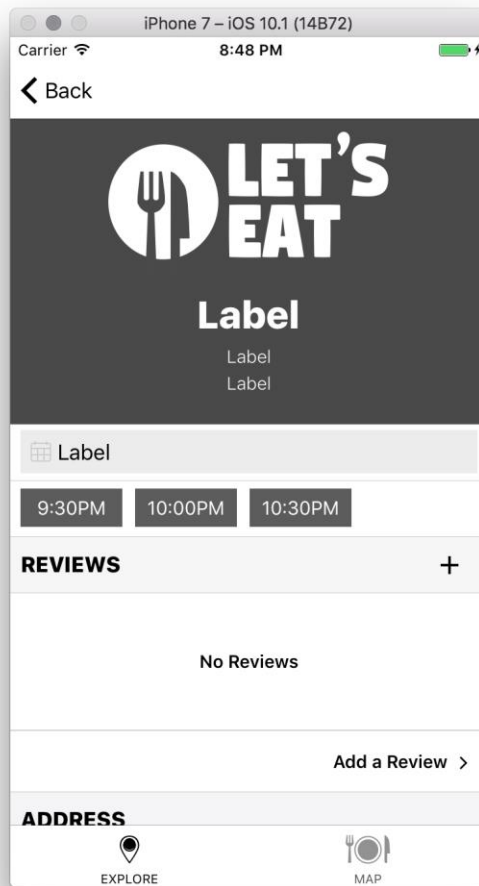 iPhone 7 – iOS 10.1 (14B72)
Carrier 8:48 PM
Back
LET'S
EAT
Label
Label
Label
Label
9:30PM 10:00PM 10:30PM
REVIEWS +
No Reviews
Add a Review >
ADDRESS
EXPLORE MAP